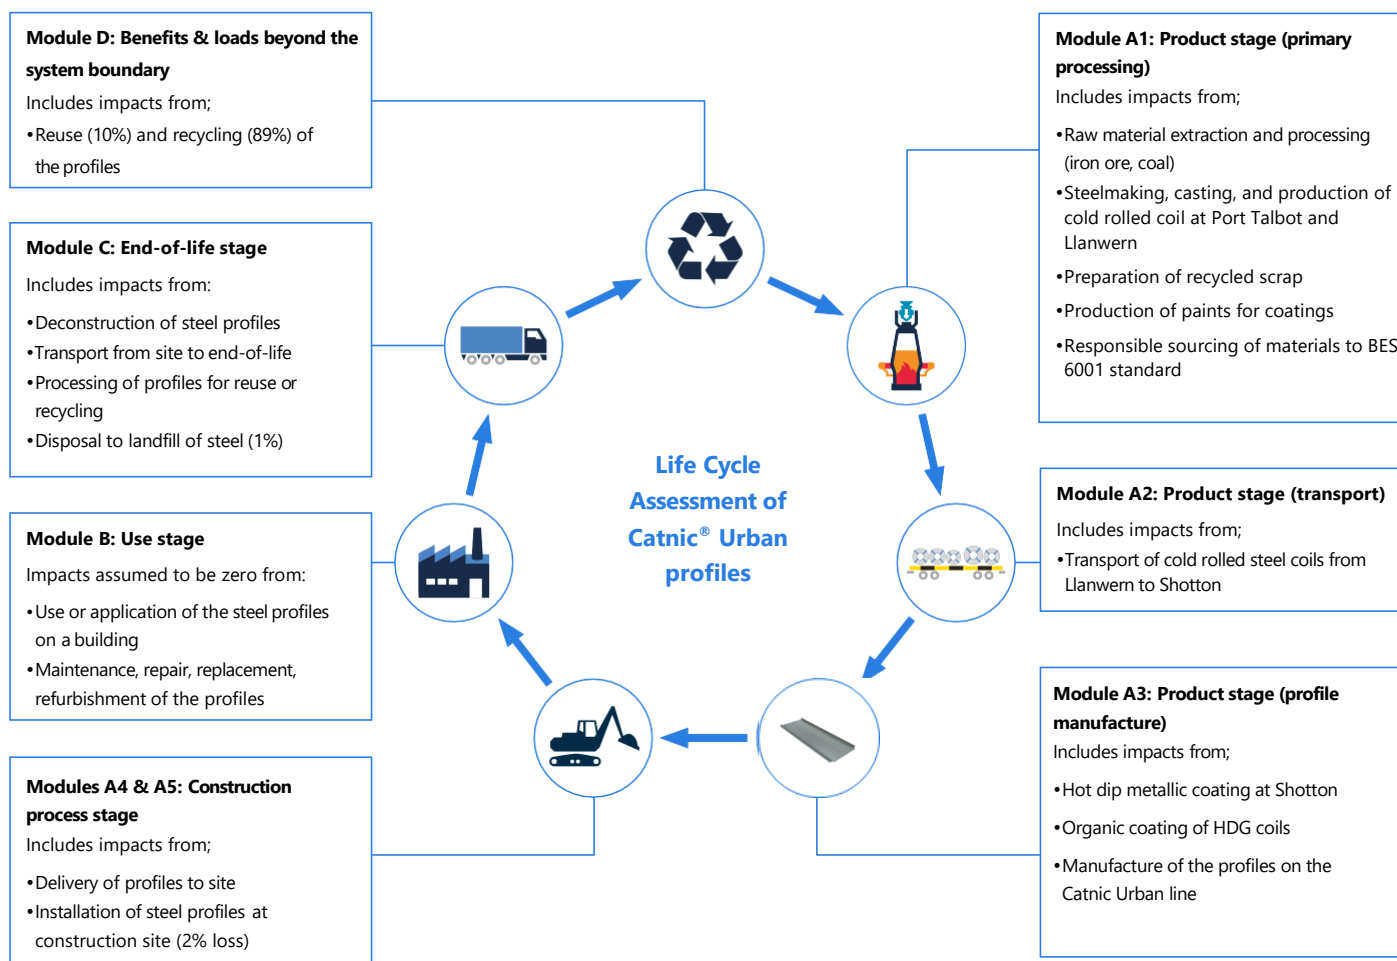 Module D: Benefits & loads beyond the
system boundary
Includes impacts from;
•Reuse (10%) and recycling (89%) of
the profiles
Module C: End-of-life stage
Includes impacts from:
•Deconstruction of steel profiles
•Transport from site to end-of-life
•Processing of profiles for reuse or
recycling
•Disposal to landfill of steel (1%)
Module B: Use stage
Impacts assumed to be zero from:
•Use or application of the steel profiles
on a building
•Maintenance, repair, replacement,
refurbishment of the profiles
Modules A4 & A5: Construction
process stage
Includes impacts from;
•Delivery of profiles to site
•Installation of steel profiles at
construction site (2% loss)
Life Cycle
Assessment of
Catnic® Urban
profiles
Module A1: Product stage (primary
processing)
Includes impacts from;
•Raw material extraction and processing
(iron ore, coal)
•Steelmaking, casting, and production of
cold rolled coil at Port Talbot and
Llanwern
•Preparation of recycled scrap
•Production of paints for coatings
•Responsible sourcing of materials to BES
6001 standard
Module A2: Product stage (transport)
Includes impacts from;
•Transport of cold rolled steel coils from
Llanwern to Shotton
Module A3: Product stage (profile
manufacture)
Includes impacts from;
•Hot dip metallic coating at Shotton
•Organic coating of HDG coils
•Manufacture of the profiles on the
Catnic Urban line